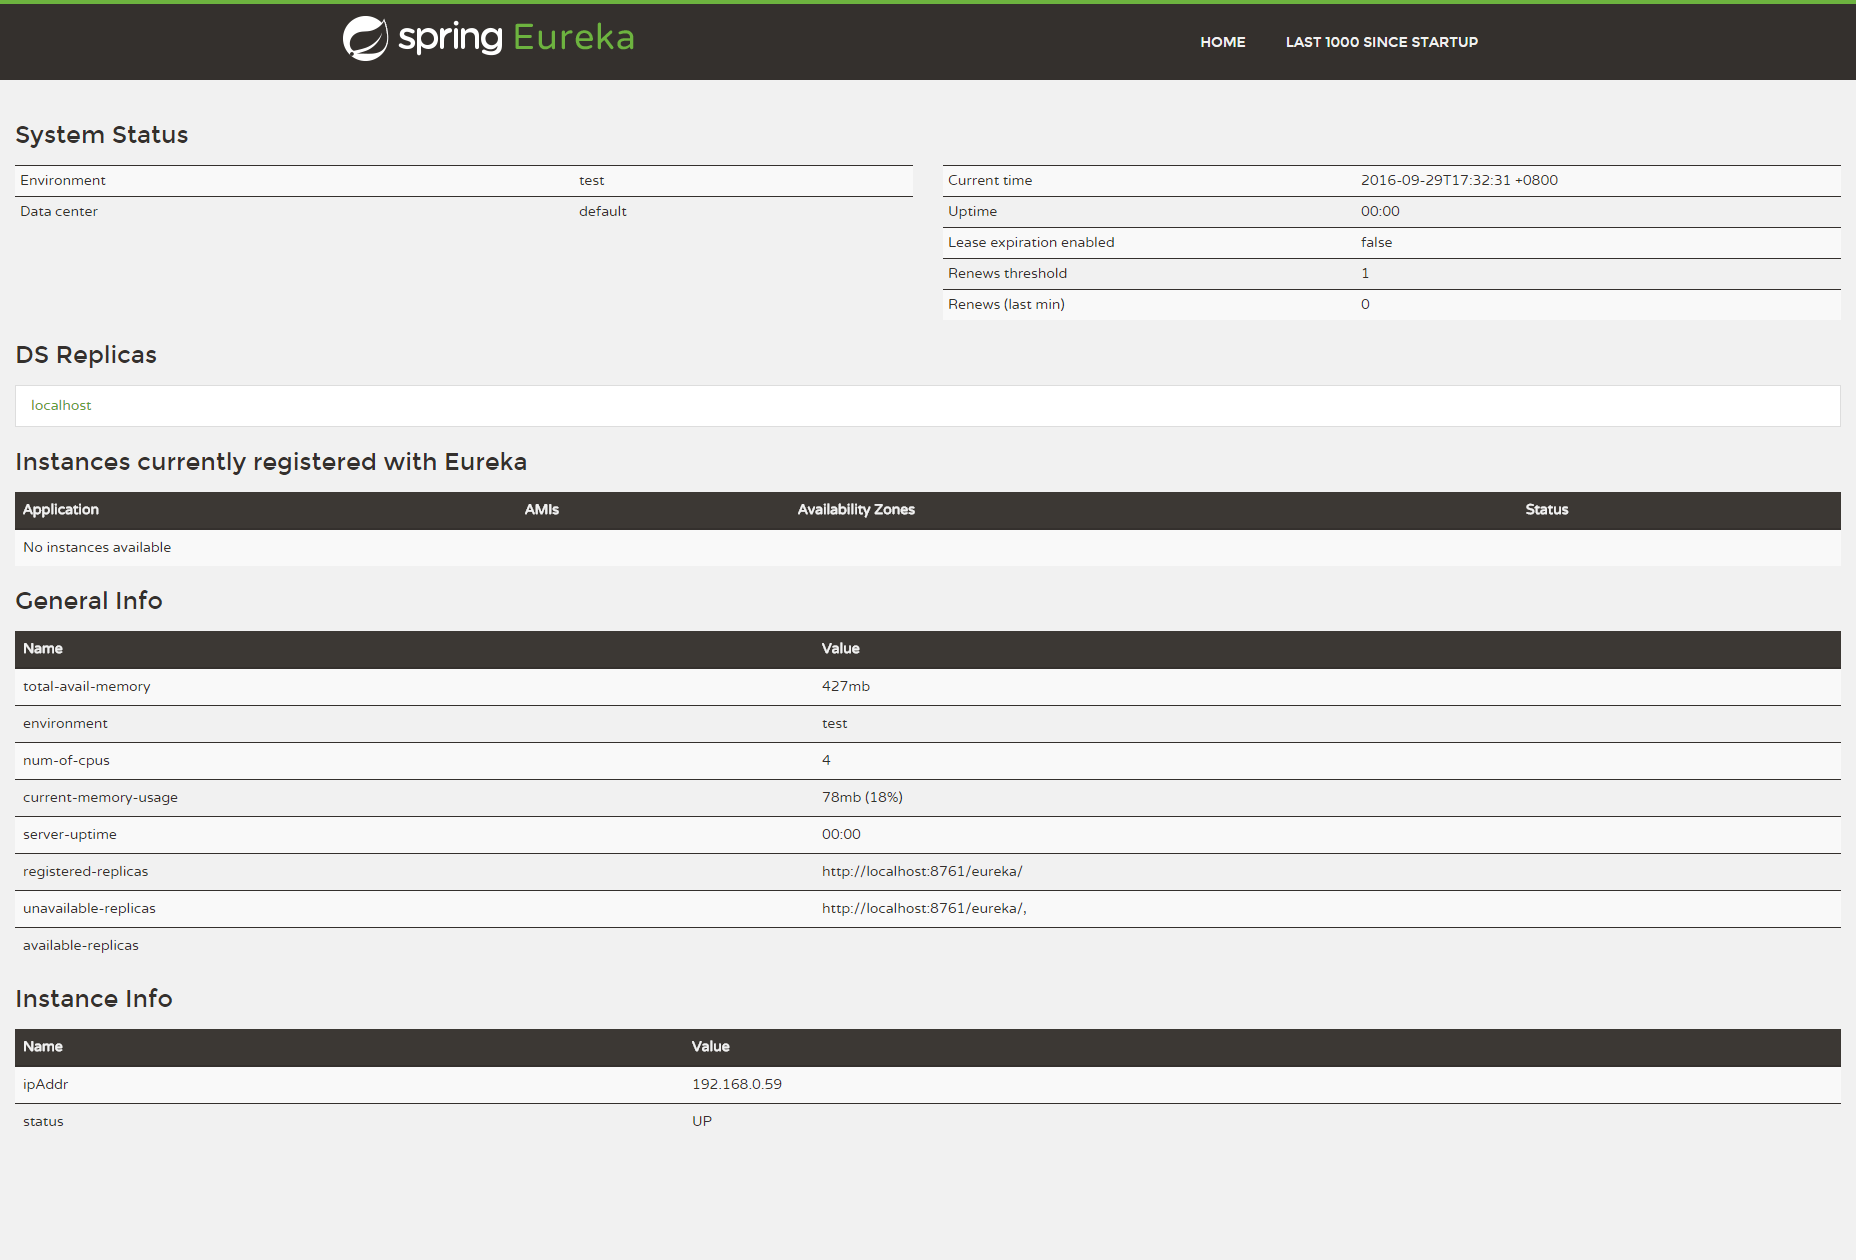 spring Eureka
HOME LAST 1000 SINCE STARTUP
System Status
Environment test
Data center default
Current time 2016-09-29T17:32:31 +0800
Uptime 00:00
Lease expiration enabled false
Renews threshold 1
Renews (last min) 0
DS Replicas
localhost
Instances currently registered with Eureka
Application AMIs Availability Zones Status
No instances available
General Info
Name Value
total-avail-memory 427mb
environment test
num-of-cpus 4
current-memory-usage 78mb (18%)
server-uptime 00:00
registered-replicas http://localhost:8761/eureka/
unavailable-replicas http://localhost:8761/eureka/,
available-replicas
Instance Info
Name Value
ipAddr 192.168.0.59
status UP